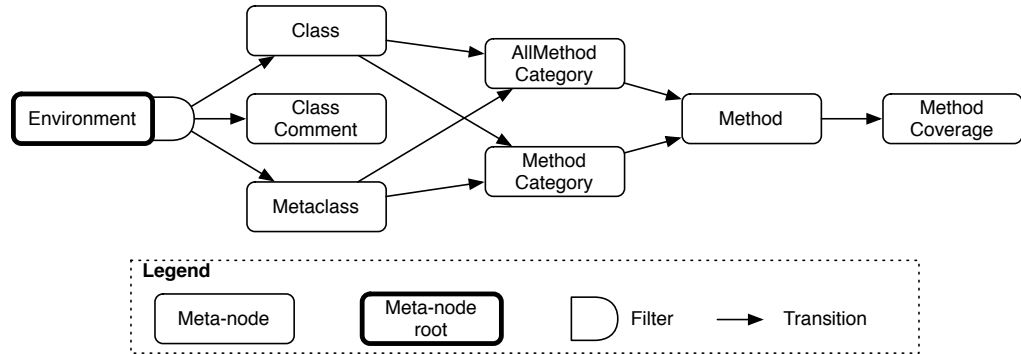 Class
AllMethod
Category
Environment
Class
Comment
Method
Method
Coverage
Method
Category
Metaclass
Legend
Meta-node
Meta-node
root
Filter
Transition